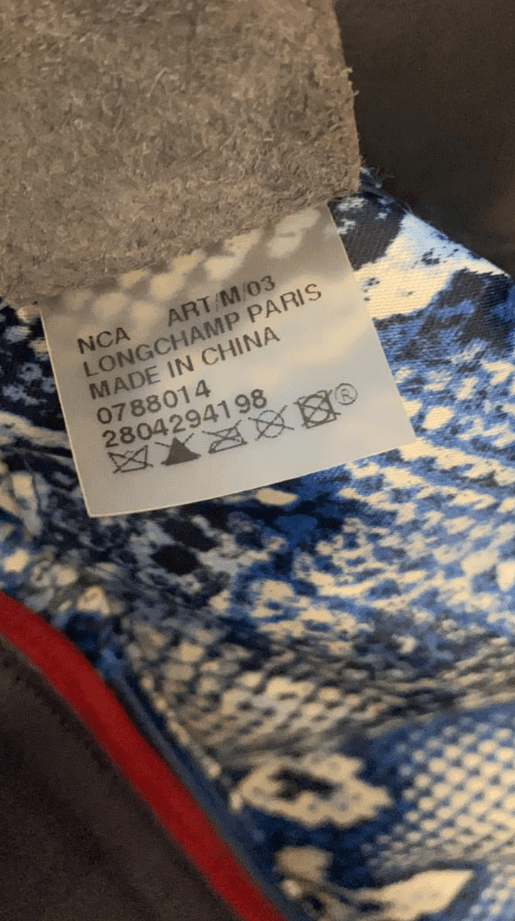 NCA ART/M/03
LONGCHAMP PARIS
MADE IN CHINA
0788014
2804294198
®